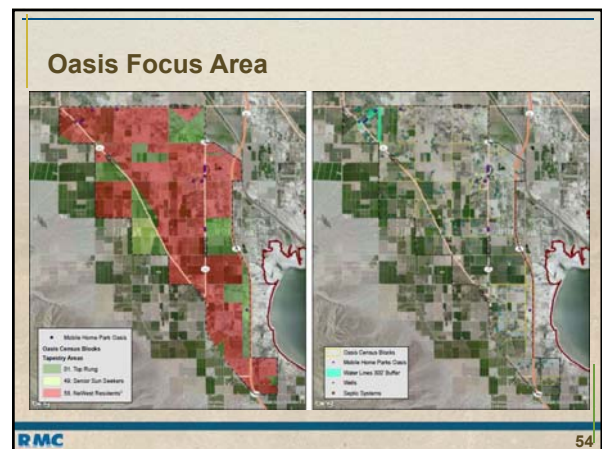 Oasis Focus Area
Mobile Home Park Oasis
Oasis Census Blocks
Tapestry Areas
01. Top Rung
49. Senior Sun Seekers
Oasis Census Blocks
Mobile Home Parks Oasis
Water Lines 300' Buffer
Wells
Septic Systems
RMC
54